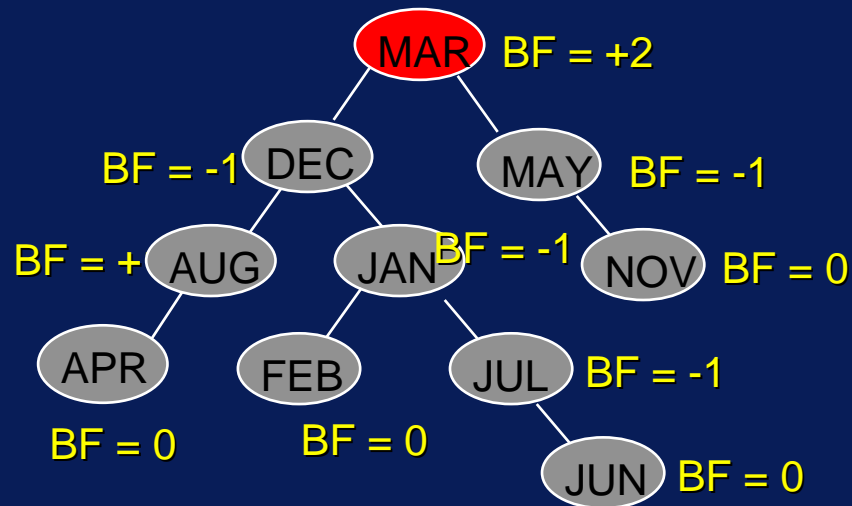 MAR BF = +2
BF = -1 DEC MAY BF = -1
BF = + AUG JAN BF = -1 NOV BF = 0
APR FEB JUL BF = -1
BF = 0 BF = 0
JUN BF = 0